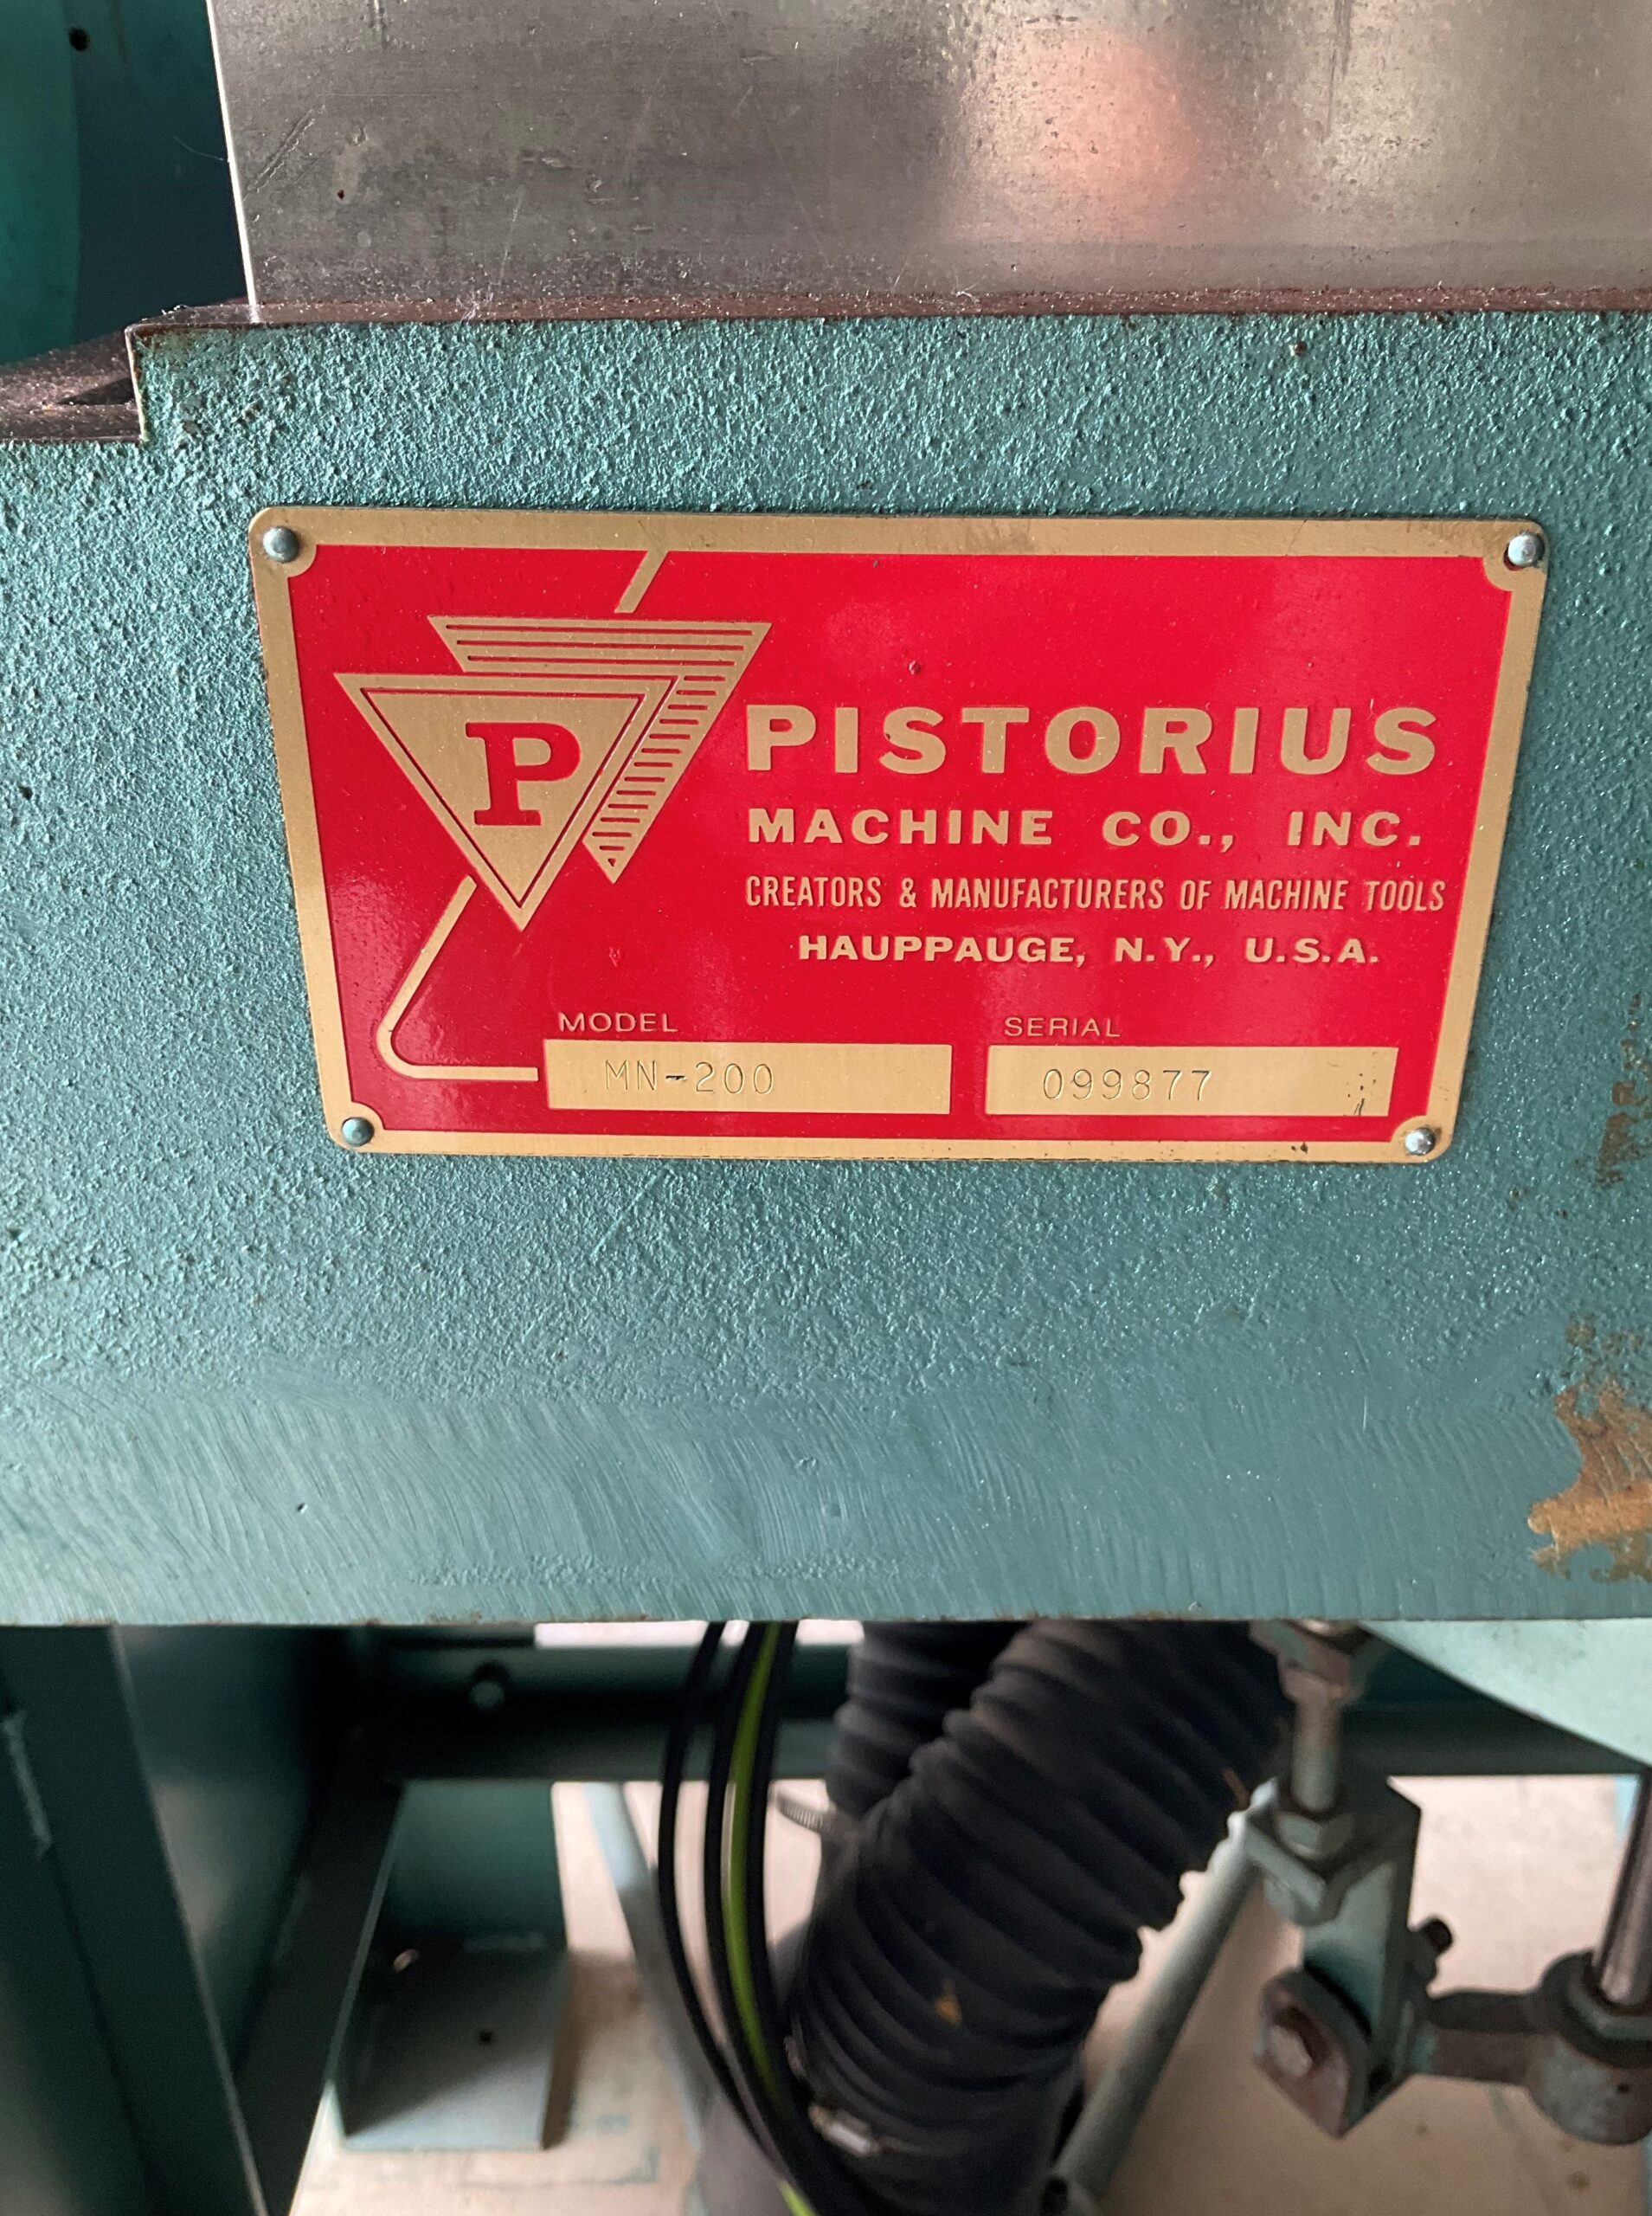 P
PISTORIUS
MACHINE CO., INC.
CREATORS & MANUFACTURERS OF MACHINE TOOLS
HAUPPAUGE, N.Y., U.S.A.
MODEL SERIAL
MN-200 099877